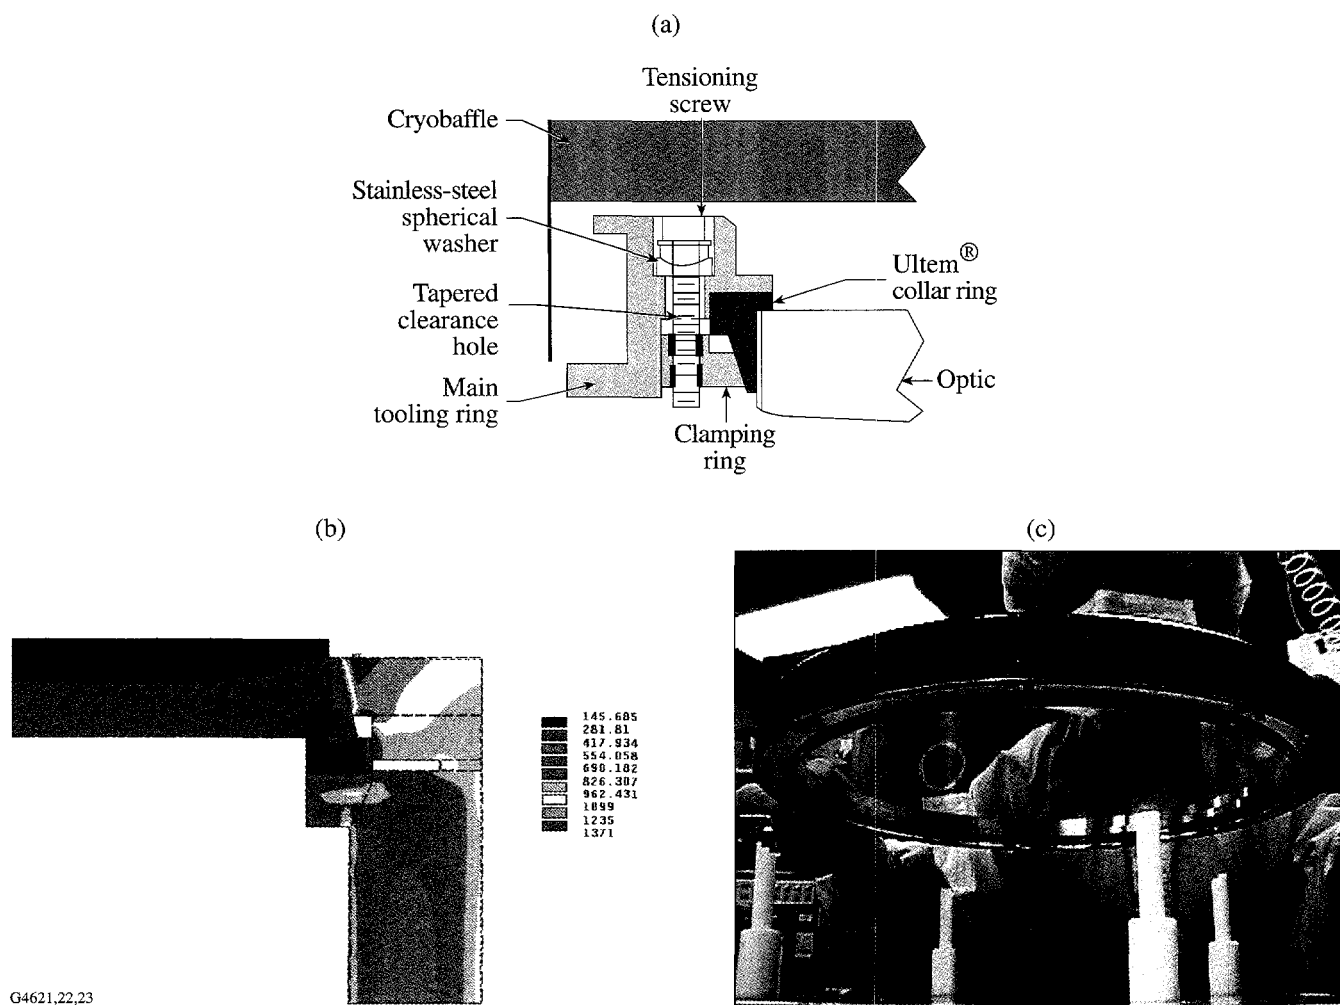 (a)
Tensioning
screw
Cryobaffle
Stainless-steel
spherical
washer
Ultem®
collar ring
Tapered
clearance
hole
Optic
Main
tooling ring
Clamping
ring
(b)
(c)
145.685
281.81
417.934
554.058
690.182
826.307
962.431
1099
1235
1371
G4621,22,23